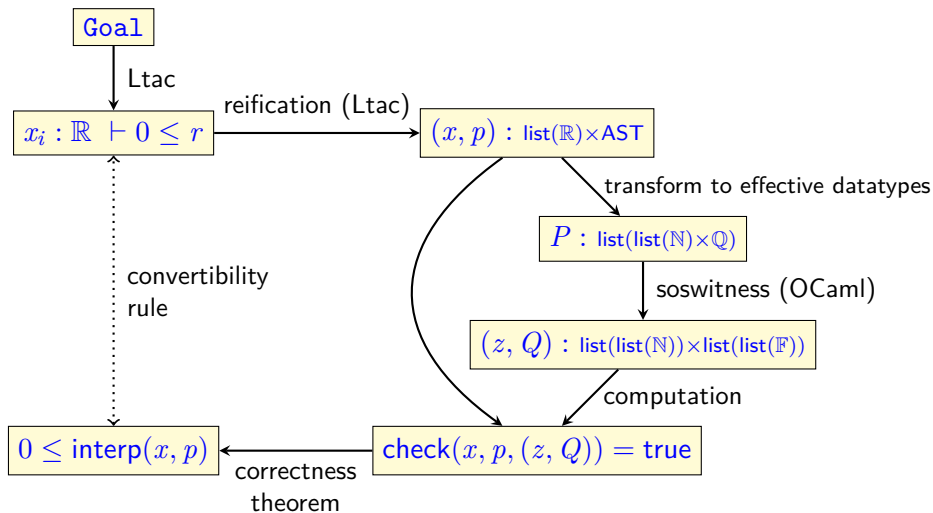 Goal
Ltac
reification (Ltac)
xᵢ : ℝ ⊢ 0 ≤ r
(x, p) : list(ℝ)×AST
transform to effective datatypes
P : list(list(ℕ)×ℚ)
convertibility
rule
soswitness (OCaml)
(z, Q) : list(list(ℕ))×list(list(𝔽))
computation
0 ≤ interp(x, p)
check(x, p, (z, Q)) = true
correctness
theorem